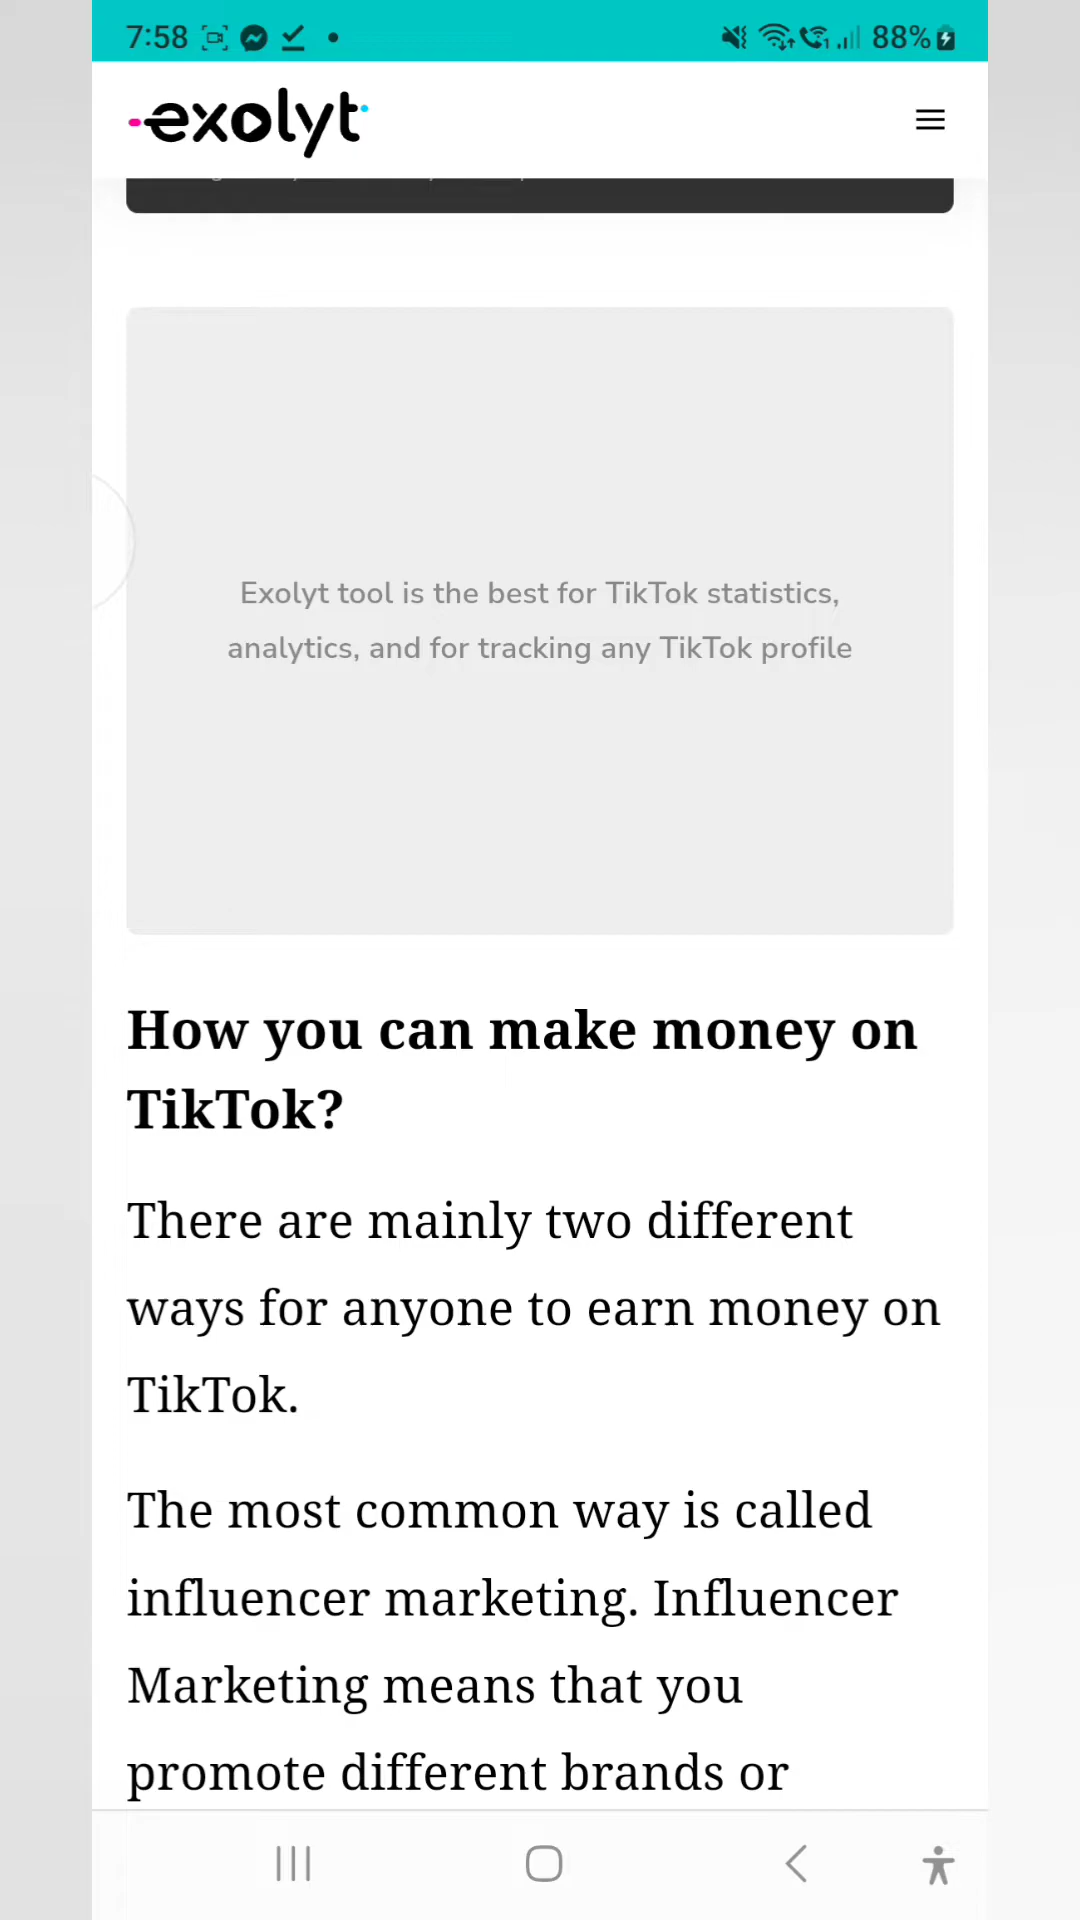 7:58
88%
exolyt
Exolyt tool is the best for TikTok statistics,
analytics, and for tracking any TikTok profile
How you can make money on
TikTok?
There are mainly two different
ways for anyone to earn money on
TikTok.
The most common way is called
influencer marketing. Influencer
Marketing means that you
promote different brands or